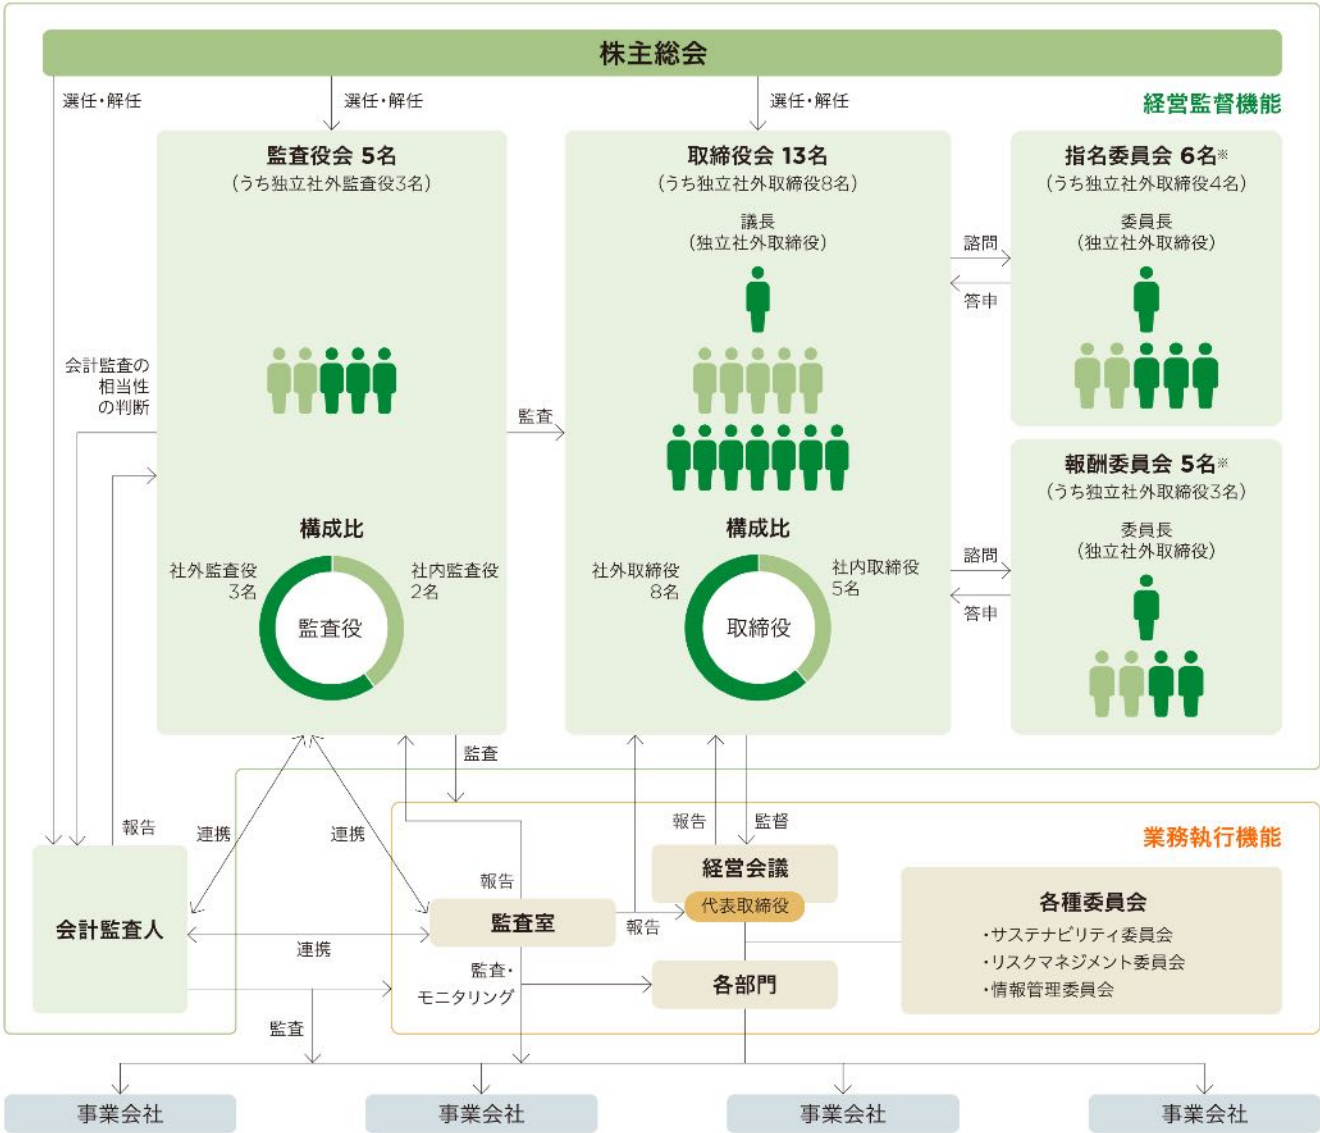 株主総会
選任・解任
選任・解任
選任・解任
経営監督機能
監査役会 5名
(うち独立社外監査役3名)
取締役会 13名
(うち独立社外取締役8名)
議長
(独立社外取締役)
指名委員会 6名※
(うち独立社外取締役4名)
委員長
(独立社外取締役)
諮問
答申
会計監査の
相当性
の判断
監査
報酬委員会 5名※
(うち独立社外取締役3名)
委員長
(独立社外取締役)
諮問
答申
構成比
社外監査役
3名
社内監査役
2名
監査役
構成比
社外取締役
8名
社内取締役
5名
取締役
監査
報告
連携
連携
報告
監督
業務執行機能
経営会議
代表取締役
報告
監査室
報告
会計監査人
連携
各種委員会
・サステナビリティ委員会
・リスクマネジメント委員会
・情報管理委員会
監査・
モニタリング
各部門
監査
事業会社
事業会社
事業会社
事業会社